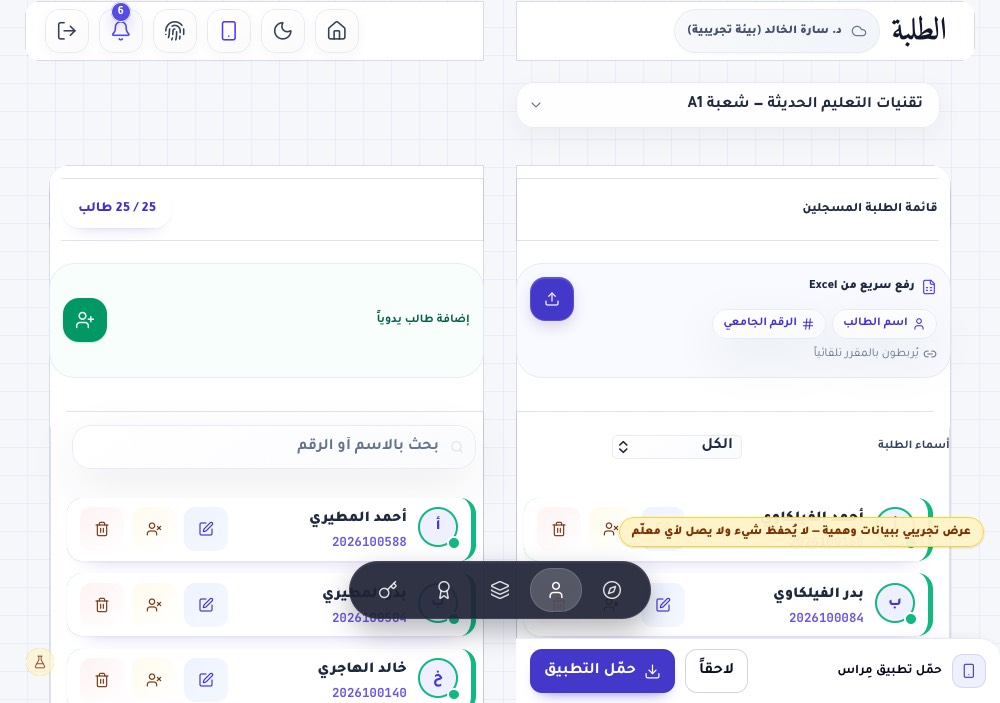 الطلبة
د. سارة الخالد (بيئة تجريبية)
6
تقنيات التعليم الحديثة – شعبة A1
قائمة الطلبة المسجلين
25 / 25 طالب
رفع سريع من Excel
اسم الطالب
الرقم الجامعي
يُربطون بالمقرر تلقائياً
إضافة طالب يدوياً
أسماء الطلبة
الكل
بحث بالاسم أو الرقم
عرض تجريبي ببيانات وهمية – لا يُحفظ شيء ولا يصل لأي معلّم
أ
أحمد المطيري
2026100588
ب
بدر الفيلكاوي
2026100084
خ
خالد الهاجري
2026100140
حمّل تطبيق مِراس
لاحقاً
حمّل التطبيق